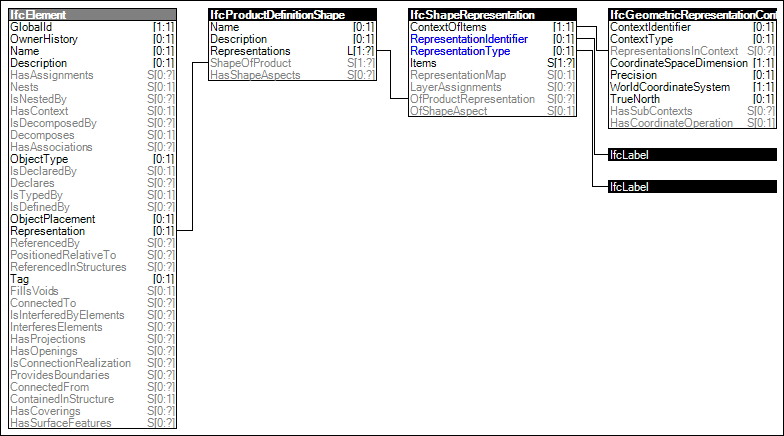 IfcElement
GlobalId [1:1]
OwnerHistory [0:1]
Name [0:1]
Description [0:1]
HasAssignments S[0:?]
Nests S[0:1]
IsNestedBy S[0:?]
HasContext S[0:1]
IsDecomposedBy S[0:?]
Decomposes S[0:1]
HasAssociations S[0:?]
ObjectType [0:1]
IsDeclaredBy S[0:1]
Declares S[0:?]
IsTypedBy S[0:1]
IsDefinedBy S[0:?]
ObjectPlacement [0:1]
Representation [0:1]
ReferencedBy S[0:?]
PositionedRelativeTo S[0:?]
ReferencedInStructures S[0:?]
Tag [0:1]
FillsVoids S[0:1]
ConnectedTo S[0:?]
IsInterferedByElements S[0:?]
InterferesElements S[0:?]
HasProjections S[0:?]
HasOpenings S[0:?]
IsConnectionRealization S[0:?]
ProvidesBoundaries S[0:?]
ConnectedFrom S[0:?]
ContainedInStructure S[0:1]
HasCoverings S[0:?]
HasSurfaceFeatures S[0:?]
IfcProductDefinitionShape
Name [0:1]
Description [0:1]
Representations L[1:?]
ShapeOfProduct S[1:?]
HasShapeAspects S[0:?]
IfcShapeRepresentation
ContextOfItems [1:1]
RepresentationIdentifier [0:1]
RepresentationType [0:1]
Items S[1:?]
RepresentationMap S[0:1]
LayerAssignments S[0:?]
OfProductRepresentation S[0:?]
OfShapeAspect S[0:1]
IfcGeometricRepresentationCon
ContextIdentifier [0:1]
ContextType [0:1]
RepresentationsInContext S[0:?]
CoordinateSpaceDimension [1:1]
Precision [0:1]
WorldCoordinateSystem [1:1]
TrueNorth [0:1]
HasSubContexts S[0:?]
HasCoordinateOperation S[0:1]
IfcLabel
IfcLabel